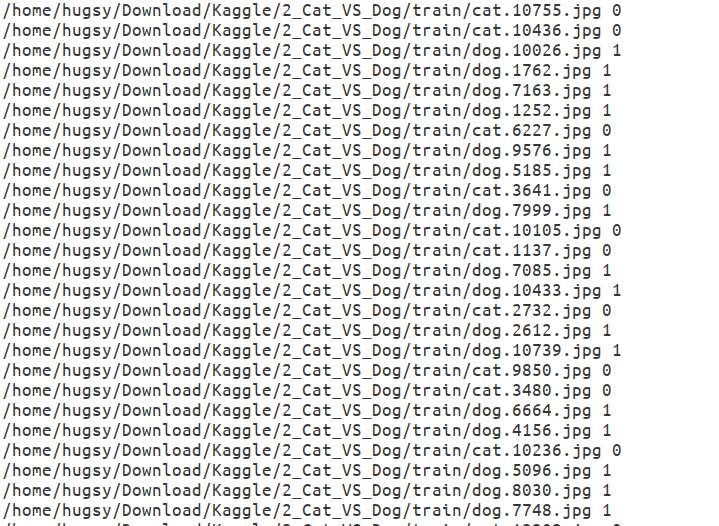 /home/hugsy/Download/Kaggle/2_Cat_VS_Dog/train/cat.10755.jpg 0
/home/hugsy/Download/Kaggle/2_Cat_VS_Dog/train/cat.10436.jpg 0
/home/hugsy/Download/Kaggle/2_Cat_VS_Dog/train/dog.10026.jpg 1
/home/hugsy/Download/Kaggle/2_Cat_VS_Dog/train/dog.1762.jpg 1
/home/hugsy/Download/Kaggle/2_Cat_VS_Dog/train/dog.7163.jpg 1
/home/hugsy/Download/Kaggle/2_Cat_VS_Dog/train/dog.1252.jpg 1
/home/hugsy/Download/Kaggle/2_Cat_VS_Dog/train/cat.6227.jpg 0
/home/hugsy/Download/Kaggle/2_Cat_VS_Dog/train/dog.9576.jpg 1
/home/hugsy/Download/Kaggle/2_Cat_VS_Dog/train/dog.5185.jpg 1
/home/hugsy/Download/Kaggle/2_Cat_VS_Dog/train/cat.3641.jpg 0
/home/hugsy/Download/Kaggle/2_Cat_VS_Dog/train/dog.7999.jpg 1
/home/hugsy/Download/Kaggle/2_Cat_VS_Dog/train/cat.10105.jpg 0
/home/hugsy/Download/Kaggle/2_Cat_VS_Dog/train/cat.1137.jpg 0
/home/hugsy/Download/Kaggle/2_Cat_VS_Dog/train/dog.7085.jpg 1
/home/hugsy/Download/Kaggle/2_Cat_VS_Dog/train/dog.10433.jpg 1
/home/hugsy/Download/Kaggle/2_Cat_VS_Dog/train/cat.2732.jpg 0
/home/hugsy/Download/Kaggle/2_Cat_VS_Dog/train/dog.2612.jpg 1
/home/hugsy/Download/Kaggle/2_Cat_VS_Dog/train/dog.10739.jpg 1
/home/hugsy/Download/Kaggle/2_Cat_VS_Dog/train/cat.9850.jpg 0
/home/hugsy/Download/Kaggle/2_Cat_VS_Dog/train/cat.3480.jpg 0
/home/hugsy/Download/Kaggle/2_Cat_VS_Dog/train/dog.6664.jpg 1
/home/hugsy/Download/Kaggle/2_Cat_VS_Dog/train/dog.4156.jpg 1
/home/hugsy/Download/Kaggle/2_Cat_VS_Dog/train/cat.10236.jpg 0
/home/hugsy/Download/Kaggle/2_Cat_VS_Dog/train/dog.5096.jpg 1
/home/hugsy/Download/Kaggle/2_Cat_VS_Dog/train/dog.8030.jpg 1
/home/hugsy/Download/Kaggle/2_Cat_VS_Dog/train/dog.7748.jpg 1